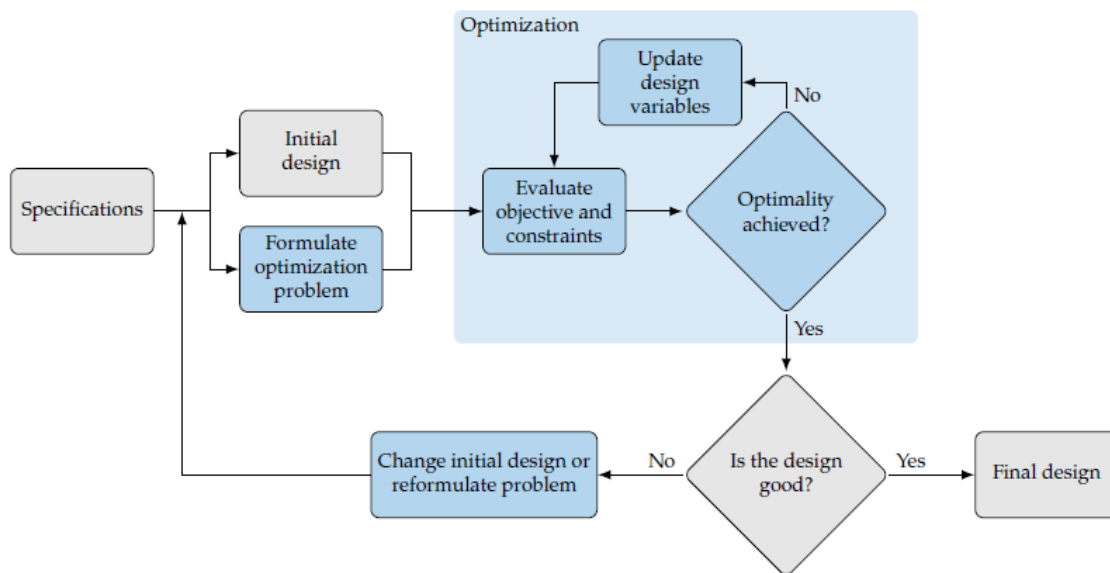 Optimization
Update
design
variables
No
Initial
design
Specifications
Evaluate
objective and
constraints
Optimality
achieved?
Formulate
optimization
problem
Yes
Change initial design or
reformulate problem
No
Is the design
good?
Yes
Final design